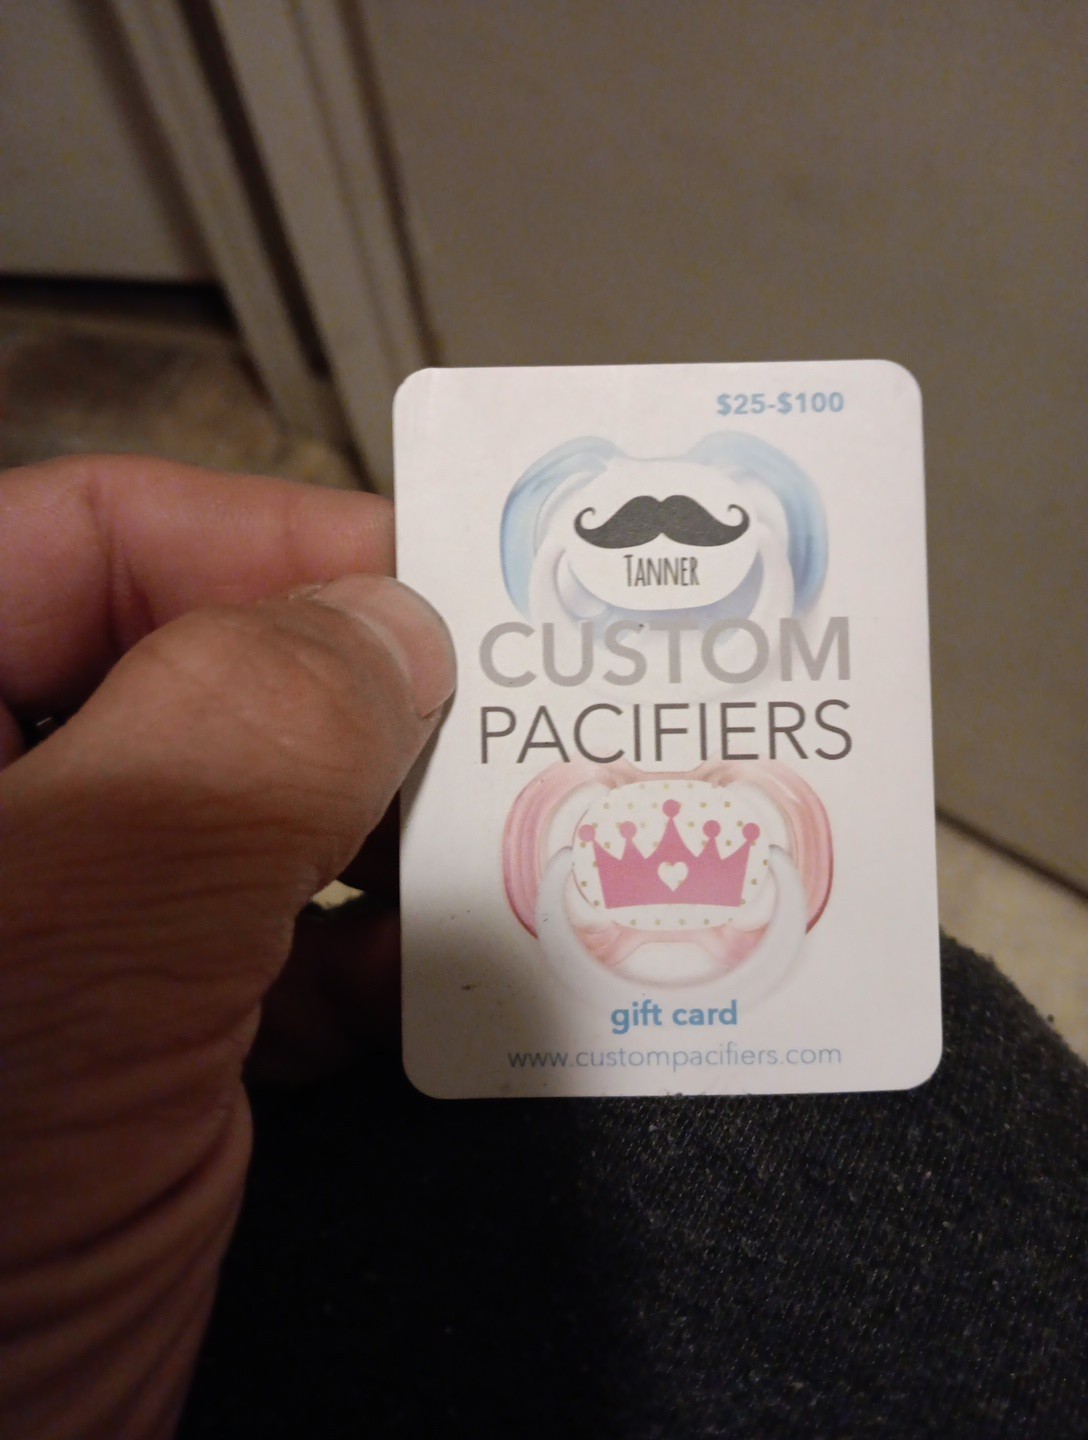 $25-$100
TANNER
CUSTOM
PACIFIERS
gift card
www.custompacifiers.com